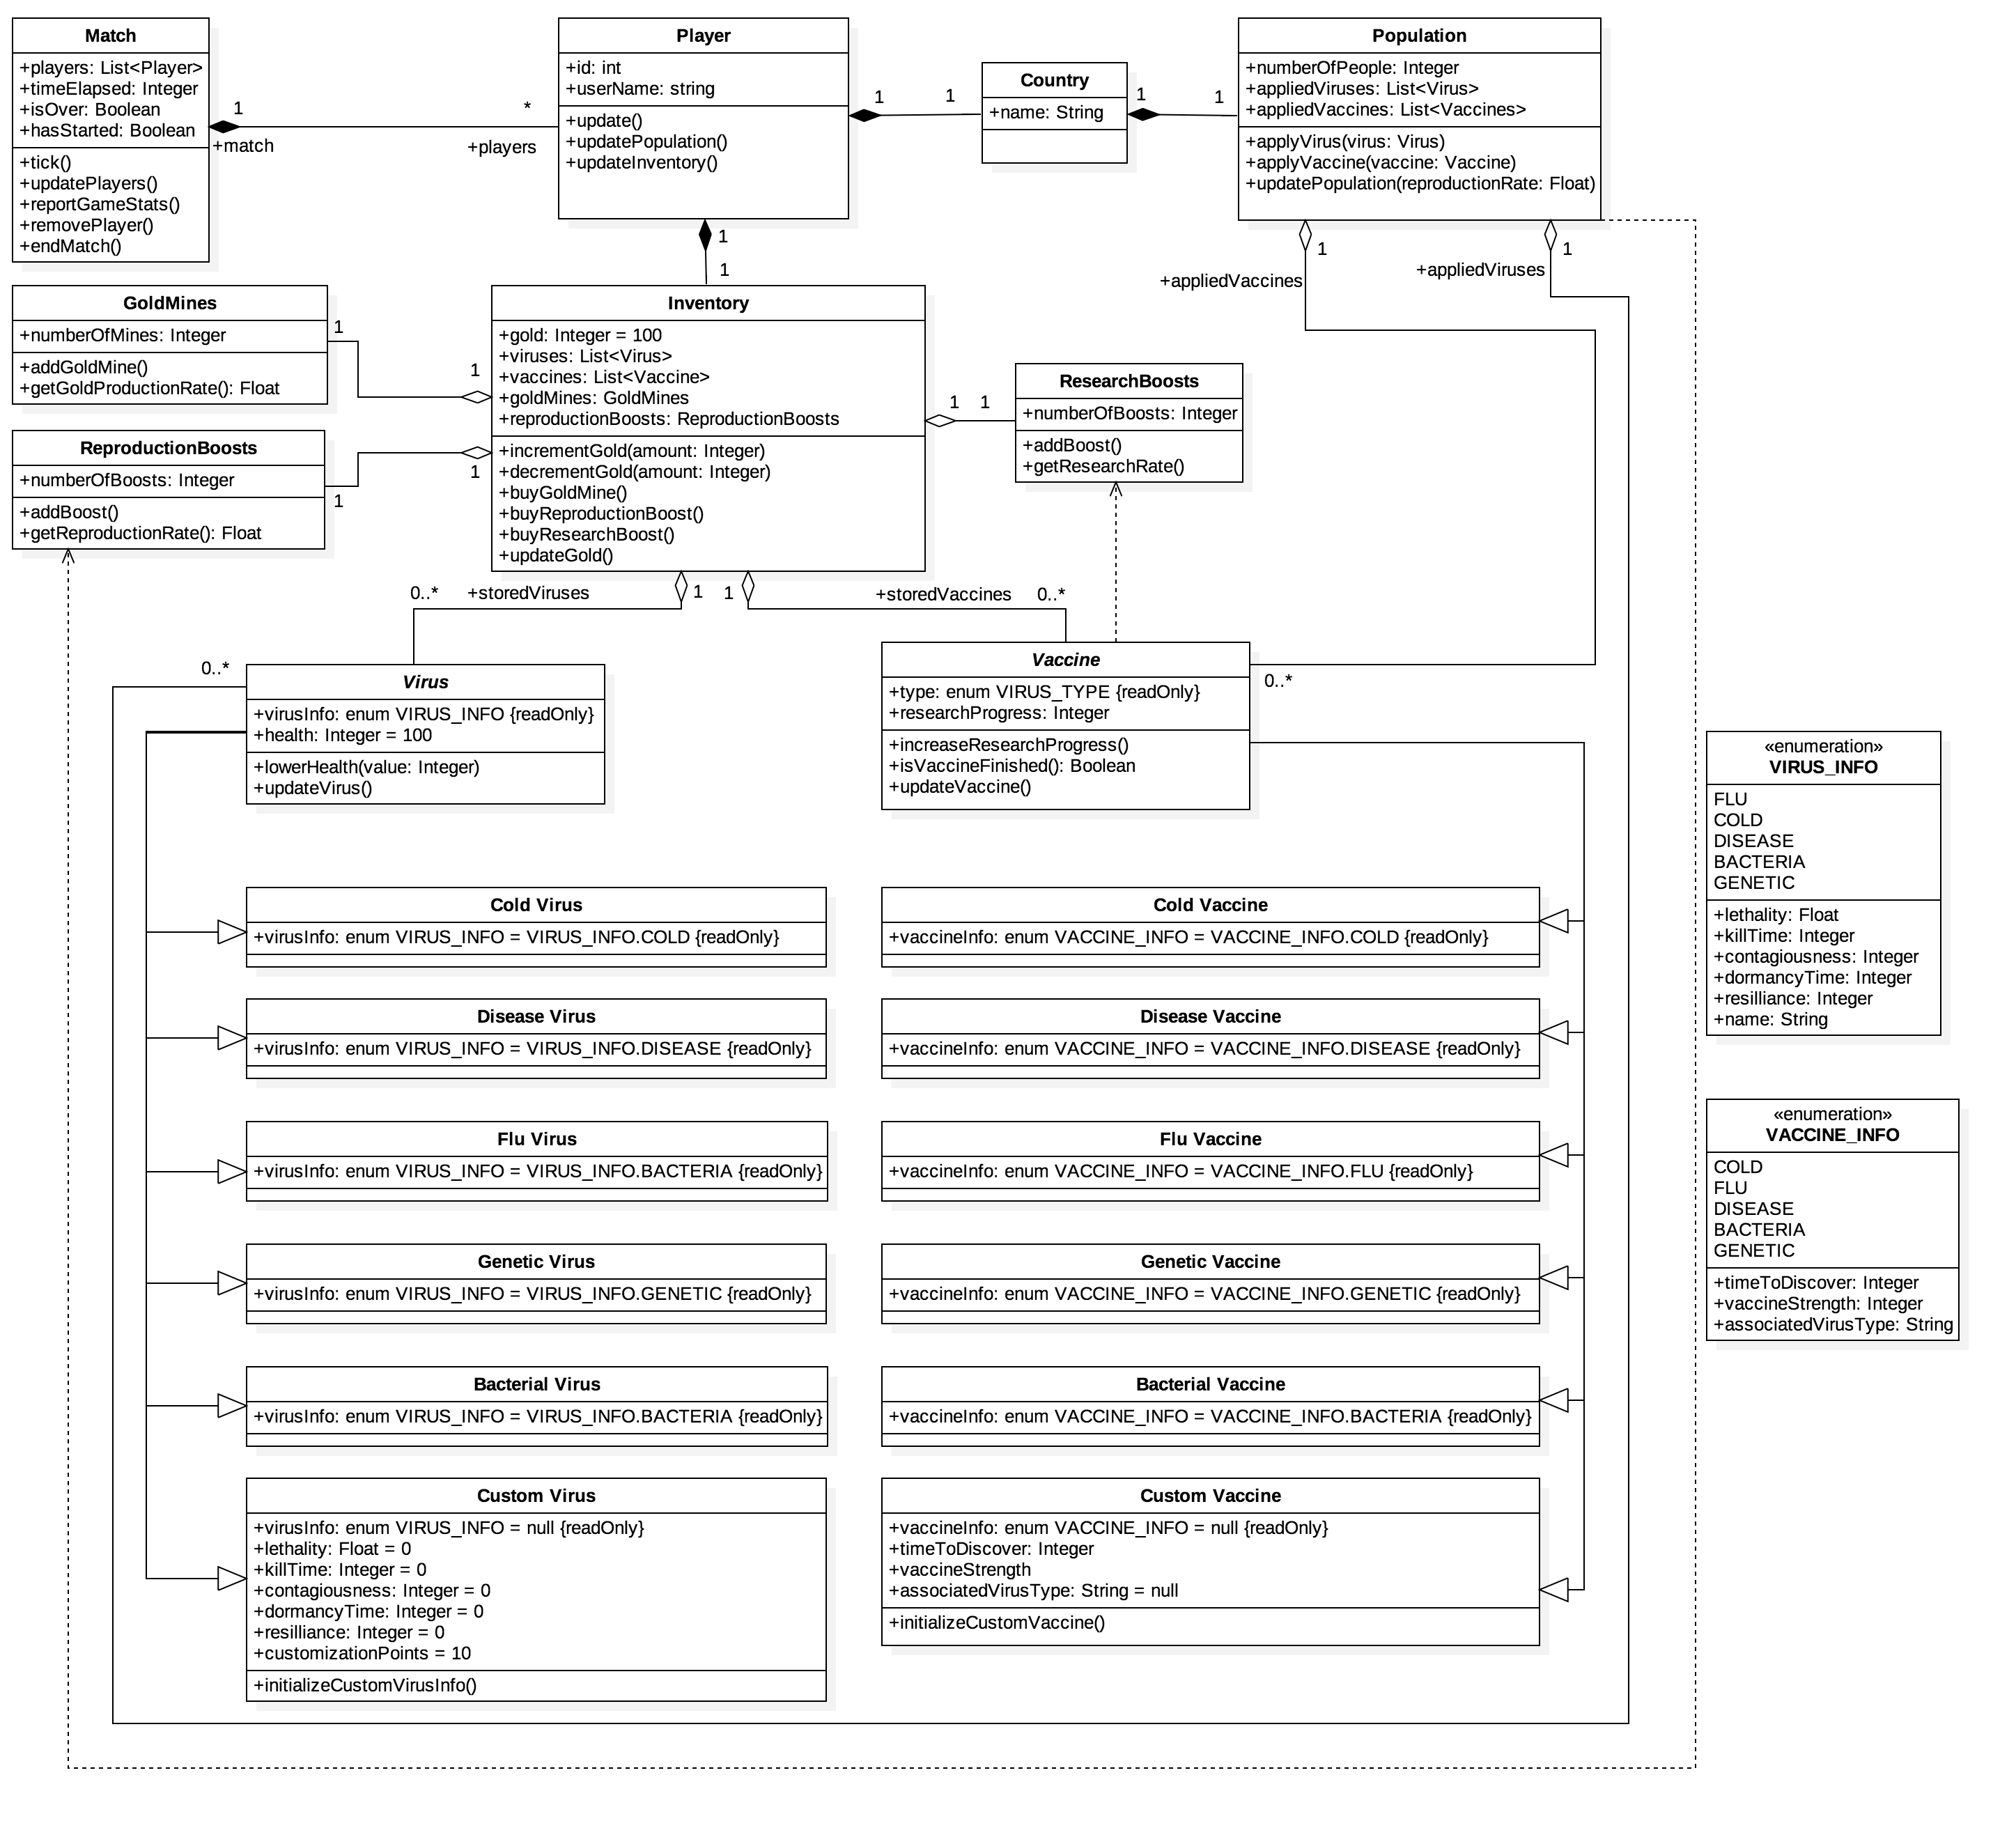 Match
+players: List<Player>
+timeElapsed: Integer
+isOver: Boolean
+hasStarted: Boolean
+tick()
+updatePlayers()
+reportGameStats()
+removePlayer()
+endMatch()
1
+match
*
+players
Player
+id: int
+userName: string
+update()
+updatePopulation()
+updateInventory()
1
1
Country
+name: String
1
1
Population
+numberOfPeople: Integer
+appliedViruses: List<Virus>
+appliedVaccines: List<Vaccines>
+applyVirus(virus: Virus)
+applyVaccine(vaccine: Vaccine)
+updatePopulation(reproductionRate: Float)
1
1
1
+appliedVaccines
1
+appliedViruses
GoldMines
+numberOfMines: Integer
+addGoldMine()
+getGoldProductionRate(): Float
1
1
ReproductionBoosts
+numberOfBoosts: Integer
+addBoost()
+getReproductionRate(): Float
1
1
Inventory
+gold: Integer = 100
+viruses: List<Virus>
+vaccines: List<Vaccine>
+goldMines: GoldMines
+reproductionBoosts: ReproductionBoosts
+incrementGold(amount: Integer)
+decrementGold(amount: Integer)
+buyGoldMine()
+buyReproductionBoost()
+buyResearchBoost()
+updateGold()
1
1
ResearchBoosts
+numberOfBoosts: Integer
+addBoost()
+getResearchRate()
0..*
+storedViruses
1
1
+storedVaccines
0..*
0..*
Virus
+virusInfo: enum VIRUS_INFO {readOnly}
+health: Integer = 100
+lowerHealth(value: Integer)
+updateVirus()
Vaccine
+type: enum VIRUS_TYPE {readOnly}
+researchProgress: Integer
+increaseResearchProgress()
+isVaccineFinished(): Boolean
+updateVaccine()
0..*
«enumeration»
VIRUS_INFO
FLU
COLD
DISEASE
BACTERIA
GENETIC
+lethality: Float
+killTime: Integer
+contagiousness: Integer
+dormancyTime: Integer
+resilliance: Integer
+name: String
Cold Virus
+virusInfo: enum VIRUS_INFO = VIRUS_INFO.COLD {readOnly}
Cold Vaccine
+vaccineInfo: enum VACCINE_INFO = VACCINE_INFO.COLD {readOnly}
Disease Virus
+virusInfo: enum VIRUS_INFO = VIRUS_INFO.DISEASE {readOnly}
Disease Vaccine
+vaccineInfo: enum VACCINE_INFO = VACCINE_INFO.DISEASE {readOnly}
«enumeration»
VACCINE_INFO
COLD
FLU
DISEASE
BACTERIA
GENETIC
+timeToDiscover: Integer
+vaccineStrength: Integer
+associatedVirusType: String
Flu Virus
+virusInfo: enum VIRUS_INFO = VIRUS_INFO.BACTERIA {readOnly}
Flu Vaccine
+vaccineInfo: enum VACCINE_INFO = VACCINE_INFO.FLU {readOnly}
Genetic Virus
+virusInfo: enum VIRUS_INFO = VIRUS_INFO.GENETIC {readOnly}
Genetic Vaccine
+vaccineInfo: enum VACCINE_INFO = VACCINE_INFO.GENETIC {readOnly}
Bacterial Virus
+virusInfo: enum VIRUS_INFO = VIRUS_INFO.BACTERIA {readOnly}
Bacterial Vaccine
+vaccineInfo: enum VACCINE_INFO = VACCINE_INFO.BACTERIA {readOnly}
Custom Virus
+virusInfo: enum VIRUS_INFO = null {readOnly}
+lethality: Float = 0
+killTime: Integer = 0
+contagiousness: Integer = 0
+dormancyTime: Integer = 0
+resilliance: Integer = 0
+customizationPoints = 10
+initializeCustomVirusInfo()
Custom Vaccine
+vaccineInfo: enum VACCINE_INFO = null {readOnly}
+timeToDiscover: Integer
+vaccineStrength
+associatedVirusType: String = null
+initializeCustomVaccine()